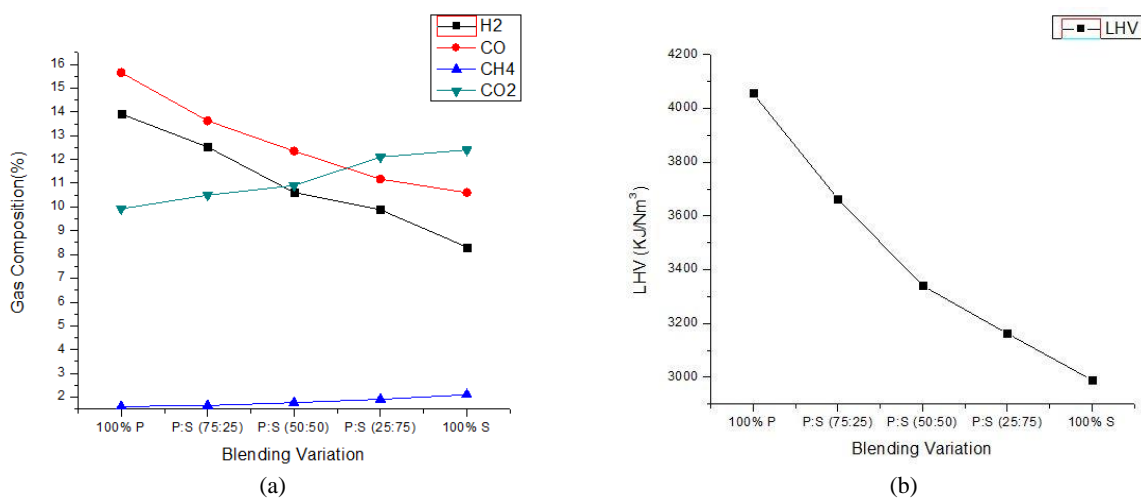 H2
CO
CH4
CO2
16
15
14
13
12
11
10
9
8
7
6
5
4
3
2
Gas Composition(%)
100% P P:S (75:25) P:S (50:50) P:S (25:75) 100% S
Blending Variation
(a)
LHV
4200
4000
3800
3600
3400
3200
3000
LHV (KJ/Nm³)
100% P P:S (75:25) P:S (50:50) P:S (25:75) 100% S
Blending Variation
(b)